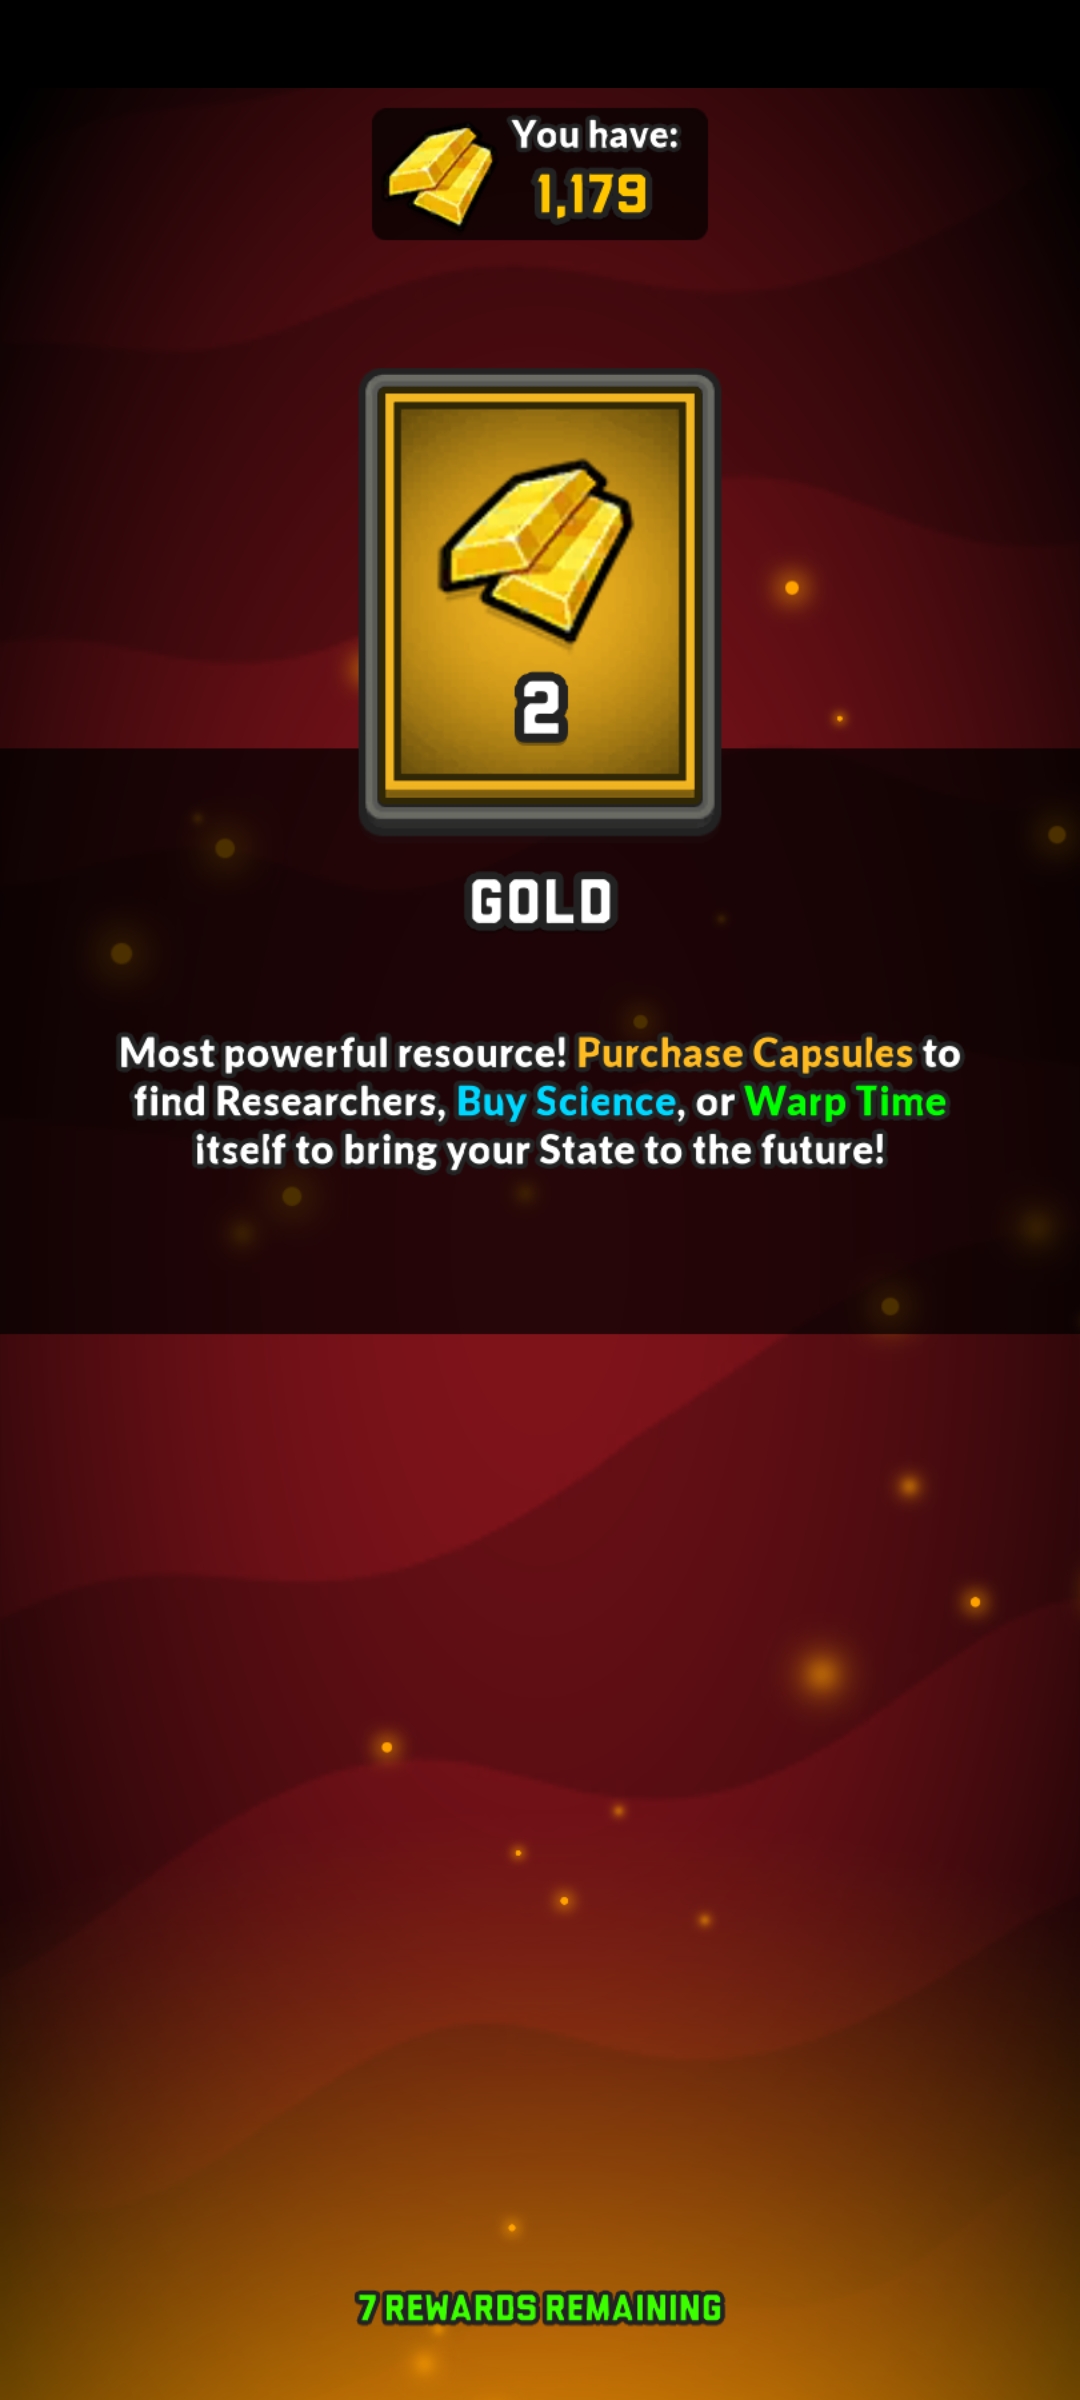 You have:
1,179
2
GOLD
Most powerful resource! Purchase Capsules to
find Researchers, Buy Science, or Warp Time
itself to bring your State to the future!
7 REWARDS REMAINING